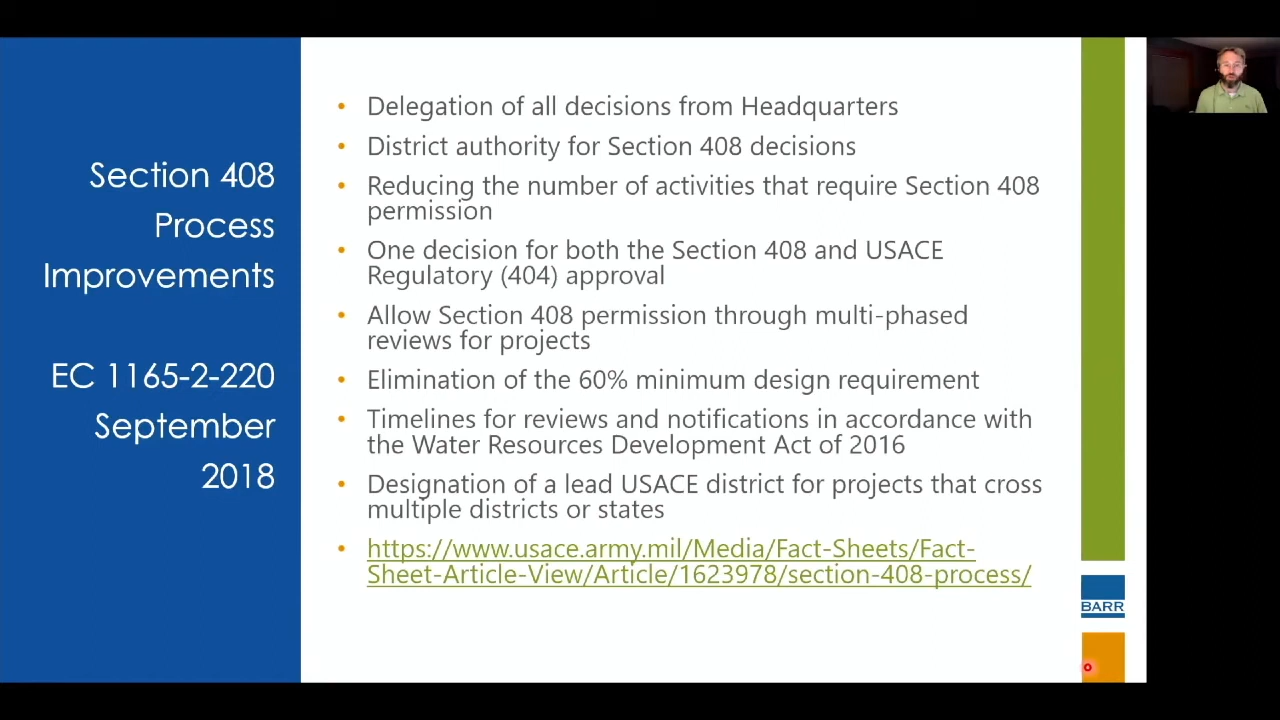 Section 408
Process
Improvements
EC 1165-2-220
September
2018
• Delegation of all decisions from Headquarters
• District authority for Section 408 decisions
• Reducing the number of activities that require Section 408
permission
• One decision for both the Section 408 and USACE
Regulatory (404) approval
• Allow Section 408 permission through multi-phased
reviews for projects
• Elimination of the 60% minimum design requirement
• Timelines for reviews and notifications in accordance with
the Water Resources Development Act of 2016
• Designation of a lead USACE district for projects that cross
multiple districts or states
• https://www.usace.army.mil/Media/Fact-Sheets/Fact-
Sheet-Article-View/Article/1623978/section-408-process/
BARR